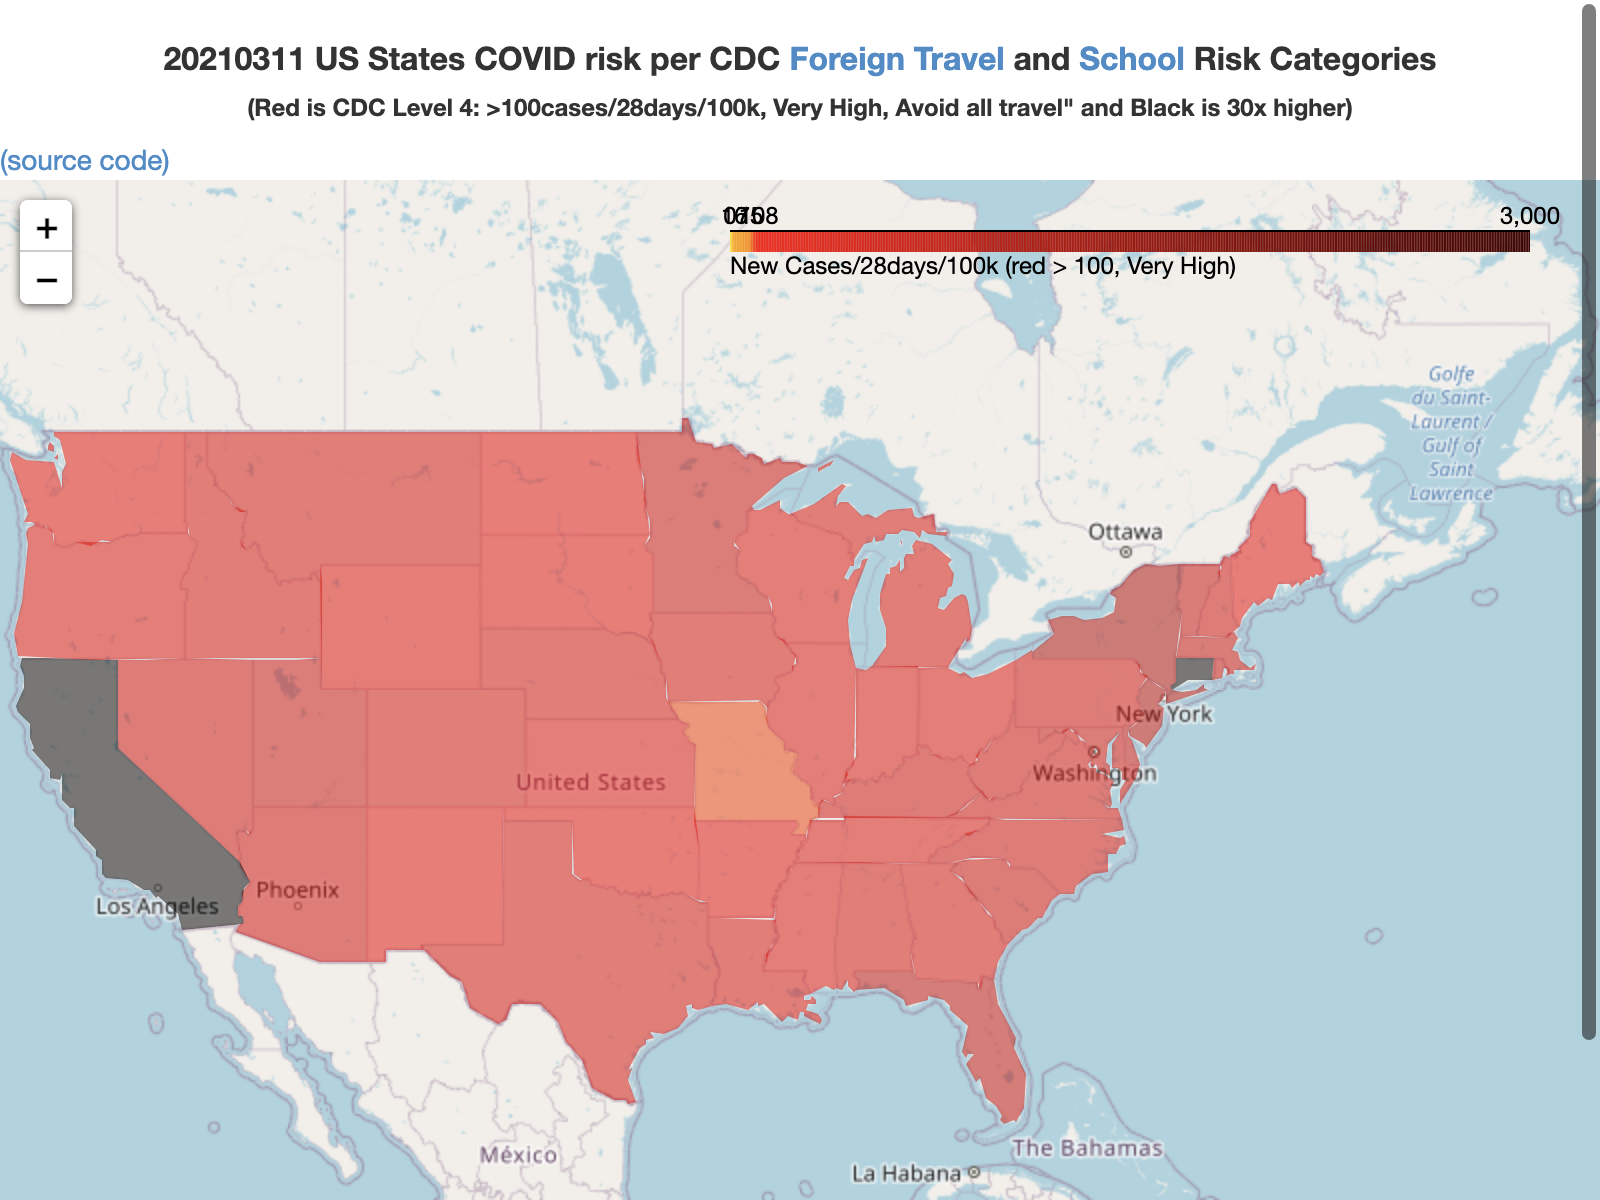 20210311 US States COVID risk per CDC Foreign Travel and School Risk Categories
(Red is CDC Level 4: >100cases/28days/100k, Very High, Avoid all travel" and Black is 30x higher)
(source code)
+
−
3,000
New Cases/28days/100k (red > 100, Very High)
Golfe
du Saint-
Laurent /
Gulf of
Saint
Lawrence
Ottawa
New York
Washington
United States
Phoenix
Los Angeles
México
The Bahamas
La Habana